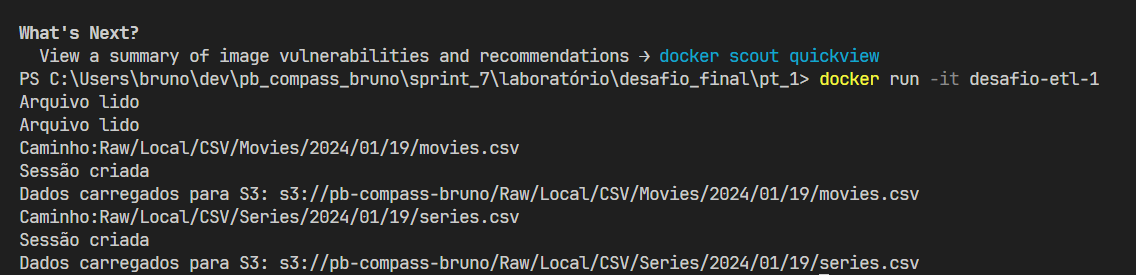 What's Next?
View a summary of image vulnerabilities and recommendations → docker scout quickview
PS C:\Users\bruno\dev\pb_compass_bruno\sprint_7\laboratório\desafio_final\pt_1> docker run -it desafio-etl-1
Arquivo lido
Arquivo lido
Caminho:Raw/Local/CSV/Movies/2024/01/19/movies.csv
Sessão criada
Dados carregados para S3: s3://pb-compass-bruno/Raw/Local/CSV/Movies/2024/01/19/movies.csv
Caminho:Raw/Local/CSV/Series/2024/01/19/series.csv
Sessão criada
Dados carregados para S3: s3://pb-compass-bruno/Raw/Local/CSV/Series/2024/01/19/series.csv